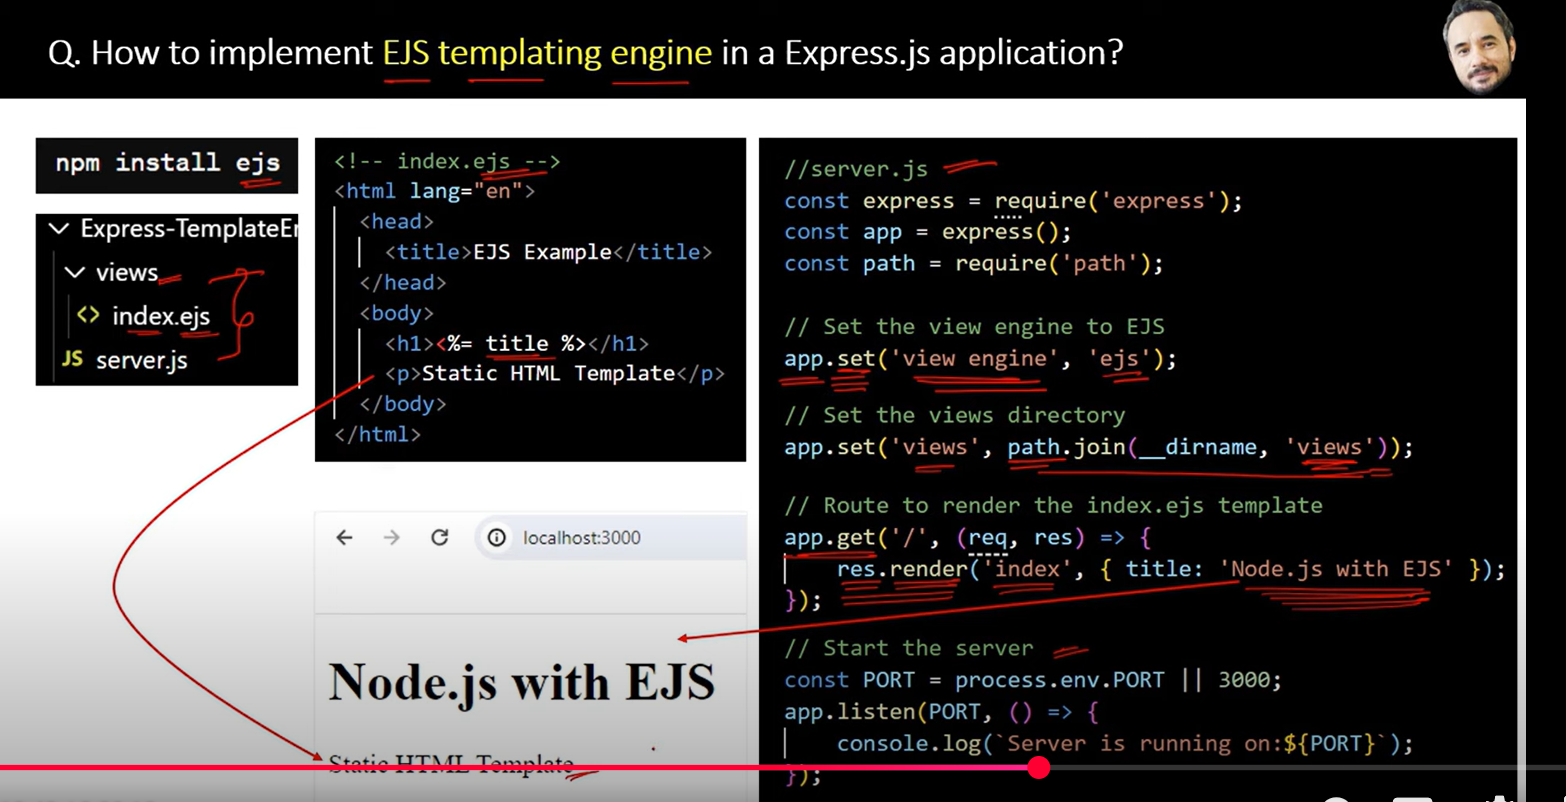 Q. How to implement EJS templating engine in a Express.js application?
npm install ejs
Express-TemplateEn
views
<> index.ejs
JS server.js
<!-- index.ejs -->
<html lang="en">
<head>
<title>EJS Example</title>
</head>
<body>
<h1><%= title %></h1>
<p>Static HTML Template</p>
</body>
</html>
localhost:3000
Node.js with EJS
Static HTML Template
//server.js
const express = require('express');
const app = express();
const path = require('path');
// Set the view engine to EJS
app.set('view engine', 'ejs');
// Set the views directory
app.set('views', path.join(__dirname, 'views'));
// Route to render the index.ejs template
app.get('/', (req, res) => {
res.render('index', { title: 'Node.js with EJS' });
});
// Start the server
const PORT = process.env.PORT || 3000;
app.listen(PORT, () => {
console.log(`Server is running on:${PORT}`);
});